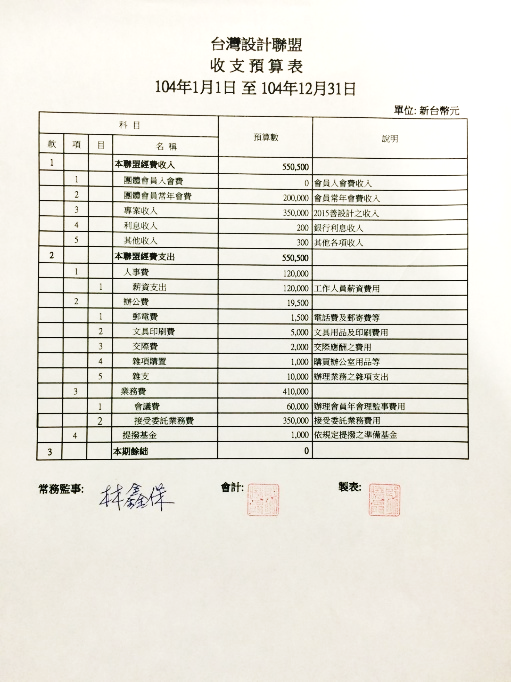 台灣設計聯盟
收支預算表
104年1月1日 至 104年12月31日
單位: 新台幣元
科目 預算數 說明
款 項 目 名稱
1 本聯盟經費收入 550,500
1 團體會員入會費 0 會員入會費收入
2 團體會員常年會費 200,000 會員常年會費收入
3 專案收入 350,000 2015善設計之收入
4 利息收入 200 銀行利息收入
5 其他收入 300 其他各項收入
2 本聯盟經費支出 550,500
1 人事費 120,000
1 薪資支出 120,000 工作人員薪資費用
2 辦公費 19,500
1 郵電費 1,500 電話費及郵寄費等
2 文具印刷費 5,000 文具用品及印刷費用
3 交際費 2,000 交際應酬之費用
4 雜項購置 1,000 購買辦公室用品等
5 雜支 10,000 辦理業務之雜項支出
3 業務費 410,000
1 會議費 60,000 辦理會員年會理監事費用
2 接受委託業務費 350,000 接受委託業務費用
4 提撥基金 1,000 依規定提撥之準備基金
3 本期餘絀 0
常務監事: 林鑫保 會計: 製表: